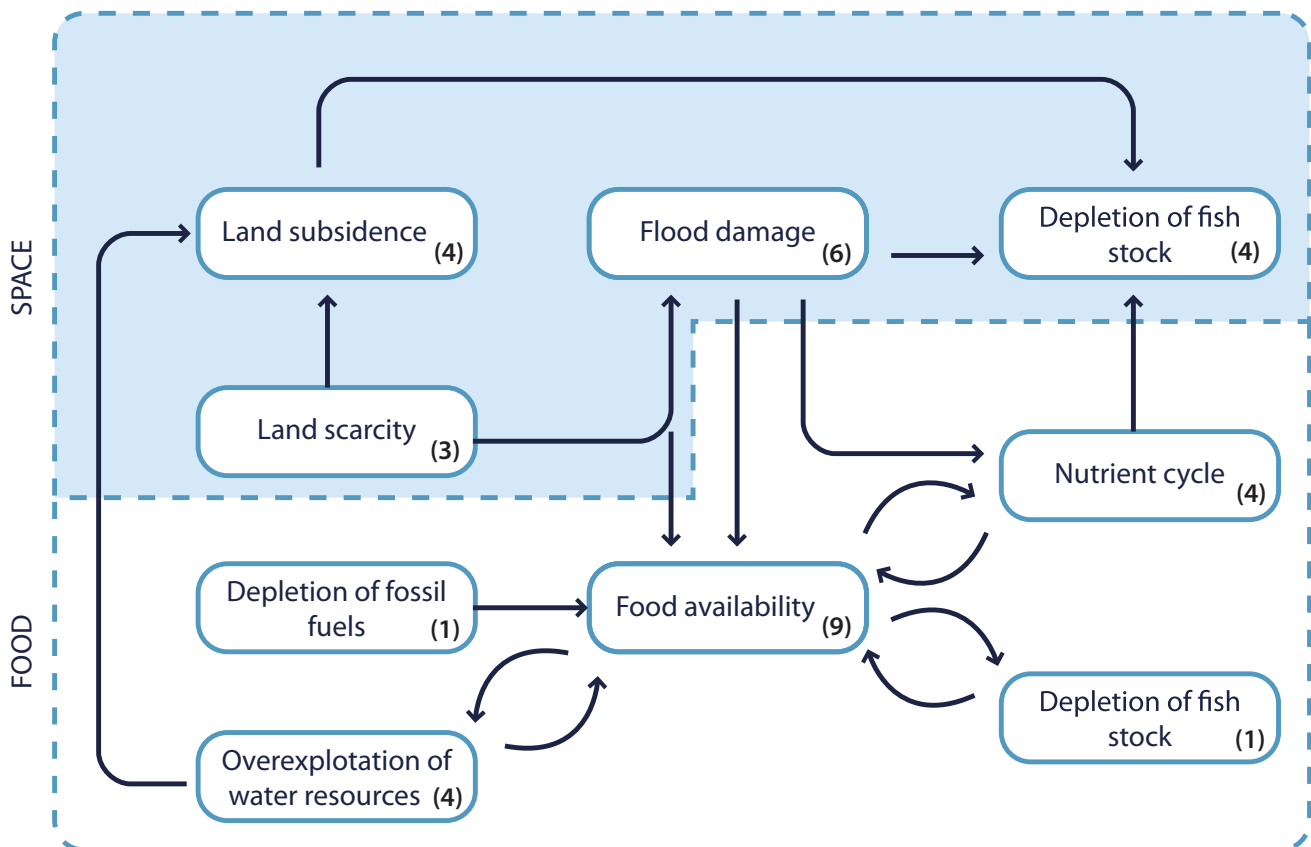 SPACE
Land subsidence
(4)
Flood damage
(6)
Depletion of fish
stock
(4)
Land scarcity
(3)
Nutrient cycle
(4)
FOOD
Depletion of fossil
fuels
(1)
Food availability
(9)
Depletion of fish
stock
(1)
Overexplotation of
water resources (4)